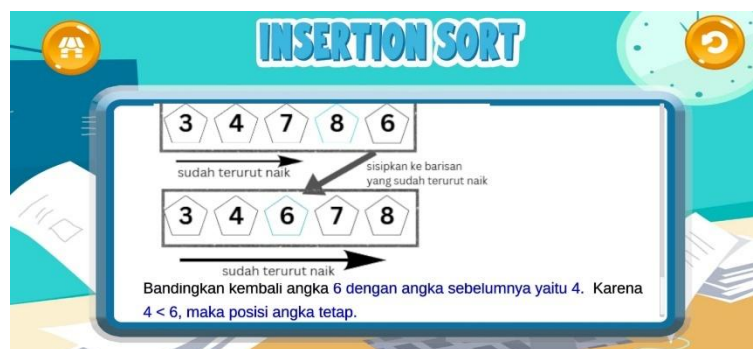 INSERTION SORT
3 4 7 8 6
sudah terurut naik
sisipkan ke barisan
yang sudah terurut naik
3 4 6 7 8
sudah terurut naik
Bandingkan kembali angka 6 dengan angka sebelumnya yaitu 4. Karena
4 < 6, maka posisi angka tetap.